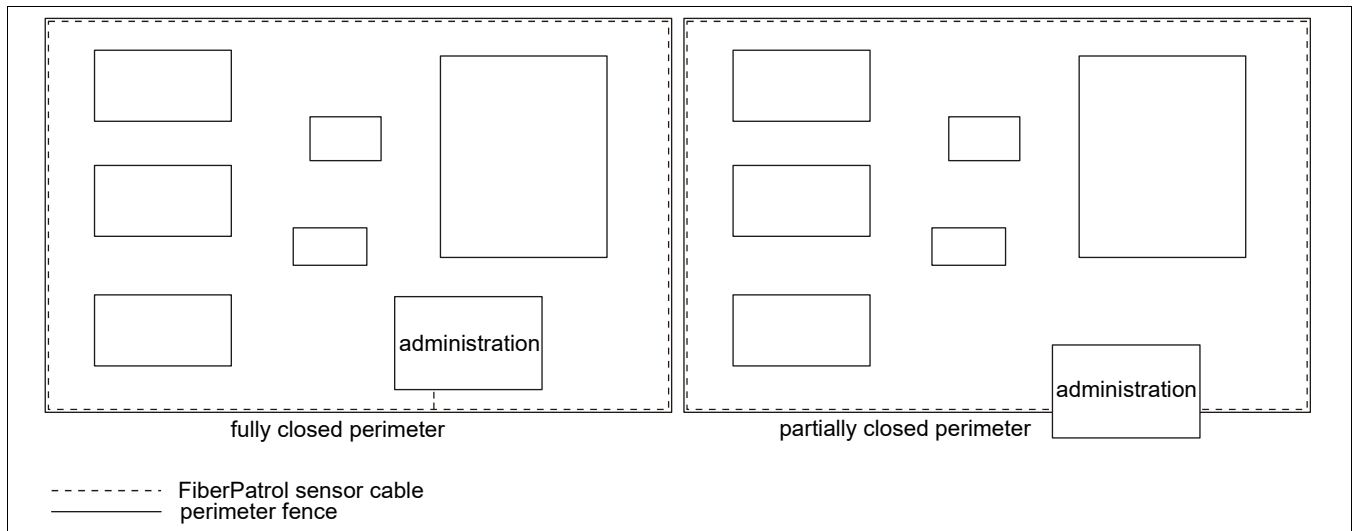 administration
administration
fully closed perimeter
partially closed perimeter
FiberPatrol sensor cable
perimeter fence